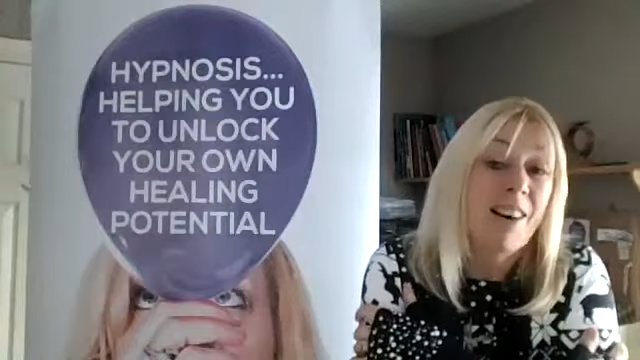 HYPNOSIS...
HELPING YOU
TO UNLOCK
YOUR OWN
HEALING
POTENTIAL